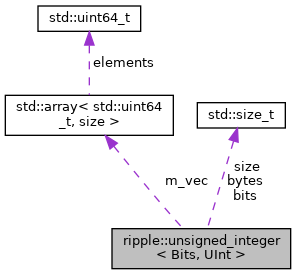 std::uint64_t
elements
std::array< std::uint64
_t, size >
std::size_t
m_vec
size
bytes
bits
ripple::unsigned_integer
< Bits, UInt >